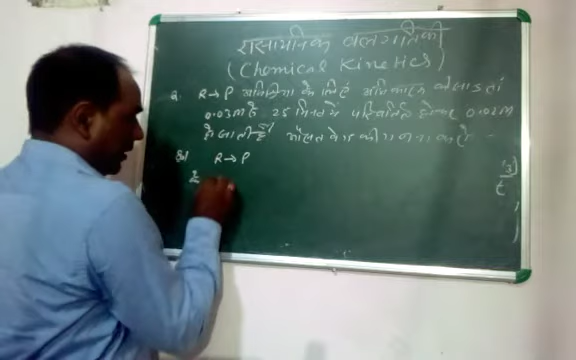 रासायनिक बलगतिकी
(Chemical Kinetics)
R→P अभिक्रिया के लिए अभिकारक की सांद्रता
0.03M है 25 मिनट में परिवर्तित होकर 0.02M
हो जाती है औसत वेग की गणना करो
R→P